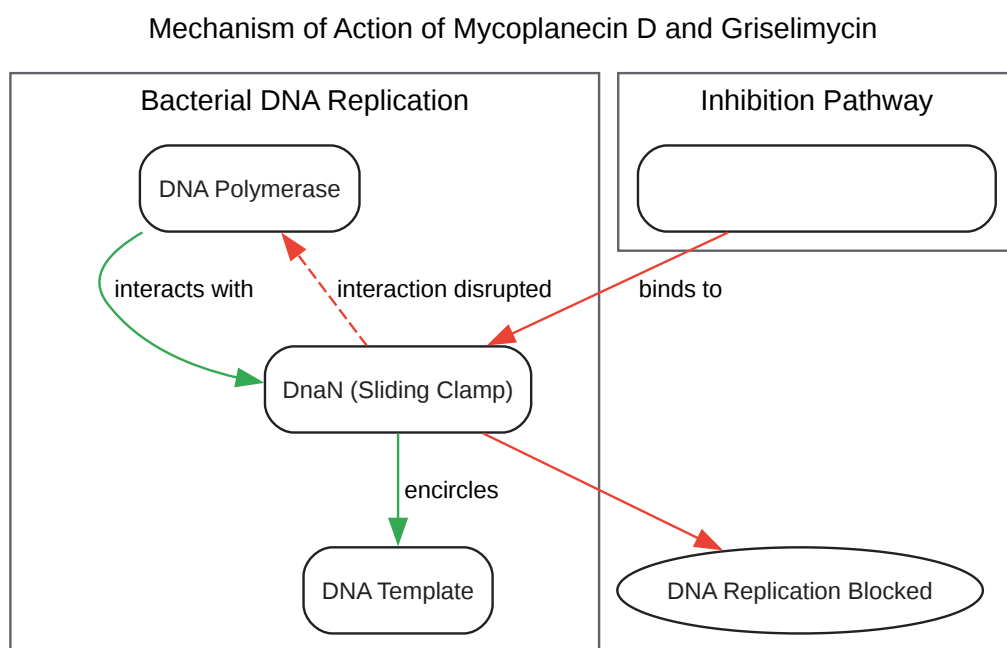 Mechanism of Action of Mycoplanecin D and Griselimycin
Bacterial DNA Replication
Inhibition Pathway
DNA Polymerase
interacts with
interaction disrupted
binds to
DnaN (Sliding Clamp)
encircles
DNA Template
DNA Replication Blocked